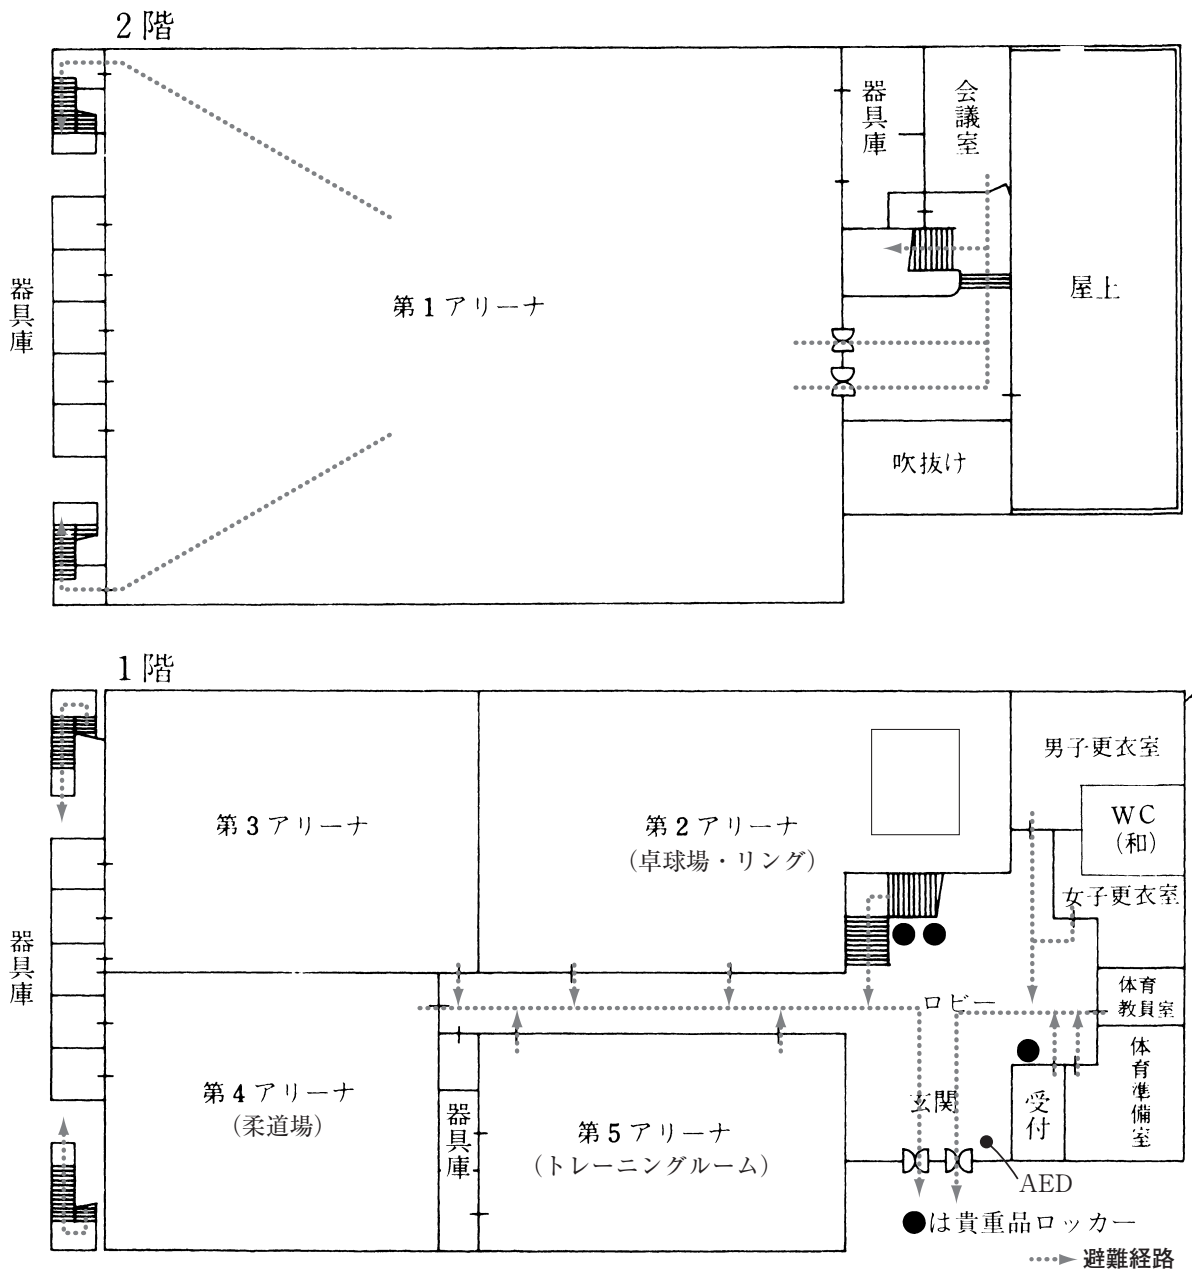 2階
器具庫
会議室
器具庫
第1アリーナ
屋上
吹抜け
1階
男子更衣室
WC
(和)
第3アリーナ
第2アリーナ
(卓球場・リング)
女子更衣室
器具庫
ロビー
体育
教員室
体育準備室
第4アリーナ
(柔道場)
器具庫
第5アリーナ
(トレーニングルーム)
玄関
受付
AED
●は貴重品ロッカー
避難経路